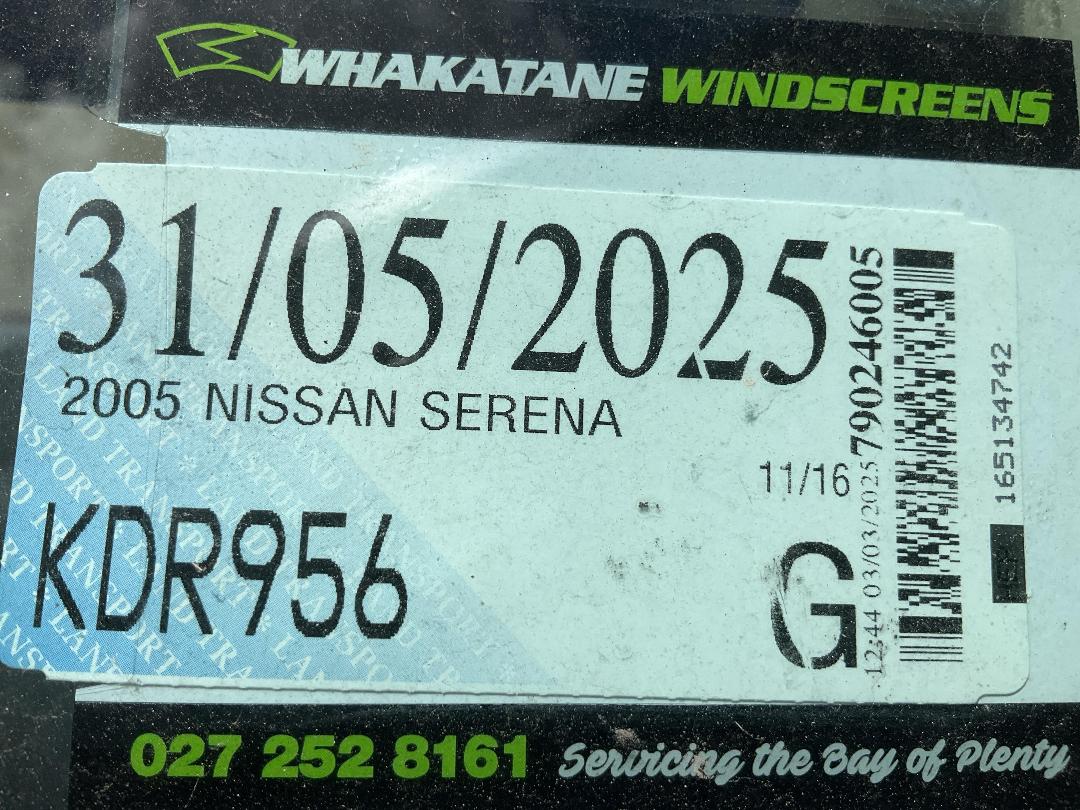 WHAKATANE WINDSCREENS
31/05/2025
2005 NISSAN SERENA
11/16
KDR956
G
12:44 03/03/2025 790246005
165134742
027 252 8161 Servicing the Bay of Plenty